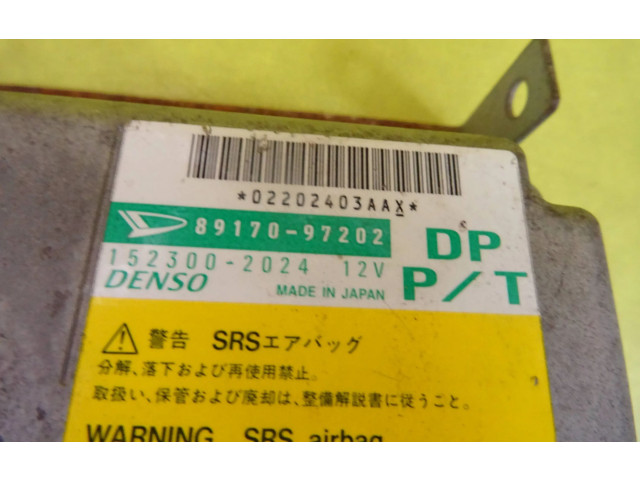 *02202403AAX*
89170-97202
DP
152300-2024 12V
P/T
DENSO
MADE IN JAPAN
警告 SRSエアバッグ
分解、落下および再使用禁止。
取扱い、保管および廃却は、整備解説書に従うこと。
WARNING SRS airbag